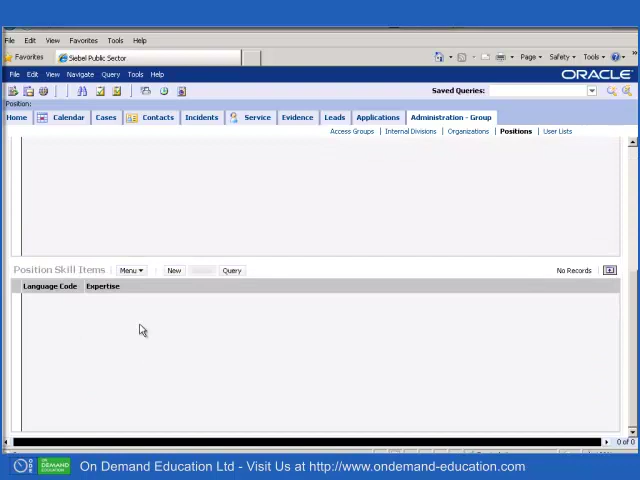 File Edit View Favorites Tools Help
Favorites Siebel Public Sector Page Safety Tools
File Edit View Navigate Query Tools Help ORACLE
Saved Queries:
Position:
Home Calendar Cases Contacts Incidents Service Evidence Leads Applications Administration - Group
Access Groups Internal Divisions Organizations Positions User Lists
Position Skill Items Menu New Query No Records
Language Code Expertise
0 of 0
ON DEMAND EDUCATION On Demand Education Ltd - Visit Us at http://www.ondemand-education.com